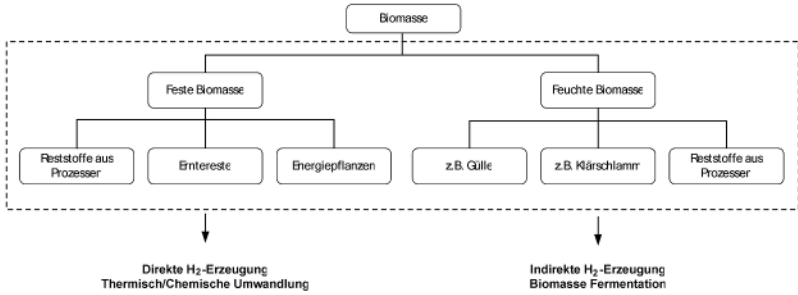 Biomasse
Feste Biomasse
Feuchte Biomasse
Reststoffe aus
Prozesser
Erntereste
Energiepflanzen
z.B. Gülle
z.B. Klärschlamm
Reststoffe aus
Prozesser
Direkte H₂-Erzeugung
Thermisch/Chemische Umwandlung
Indirekte H₂-Erzeugung
Biomasse Fermentation